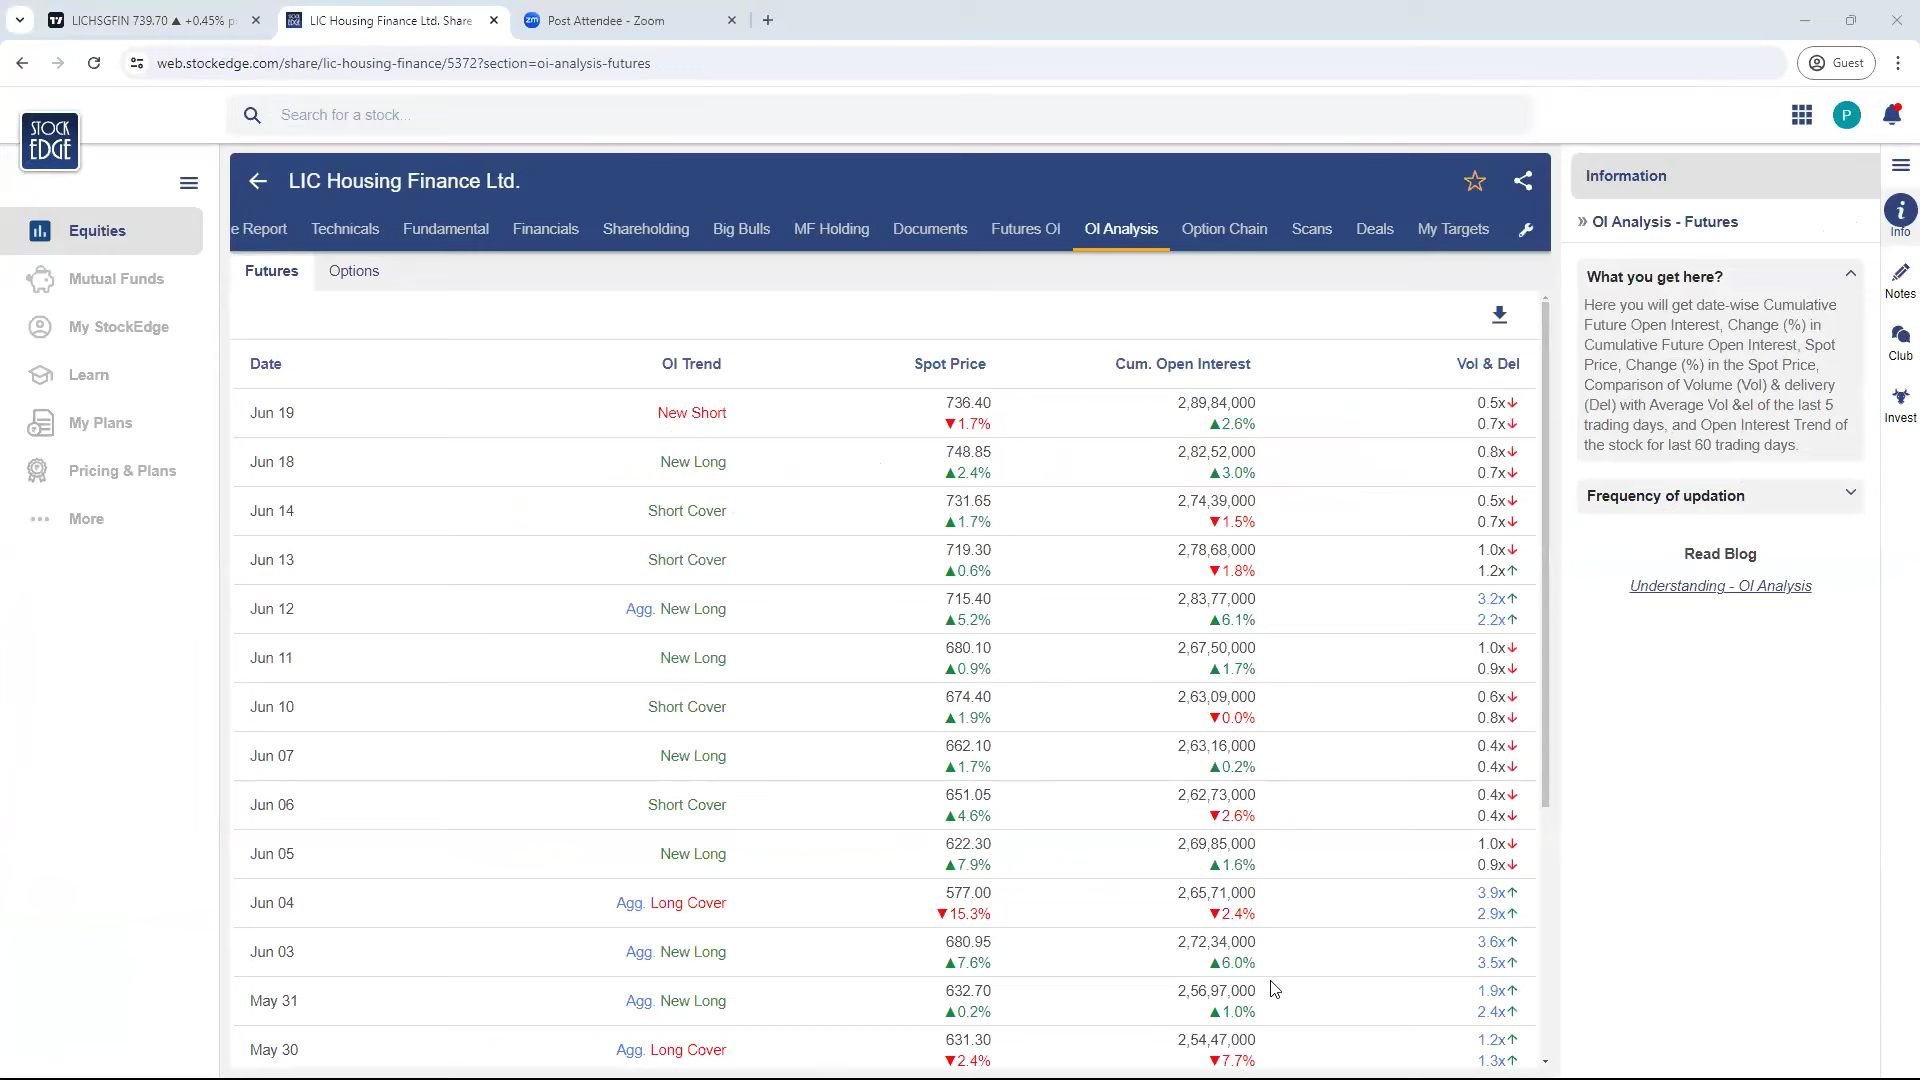 LICHSGFIN 739.70 ▲ +0.45%
LIC Housing Finance Ltd. Share
Post Attendee - Zoom
web.stockedge.com/share/lic-housing-finance/5372?section=oi-analysis-futures
Guest
STOCK
EDGE
Search for a stock...
P
LIC Housing Finance Ltd.
e Report Technicals Fundamental Financials Shareholding Big Bulls MF Holding Documents Futures OI OI Analysis Option Chain Scans Deals My Targets
Futures Options
Equities
Mutual Funds
My StockEdge
Learn
My Plans
Pricing & Plans
More
Date OI Trend Spot Price Cum. Open Interest Vol & Del
Jun 19 New Short 736.40 2,89,84,000 0.5x↓
▼1.7% ▲2.6% 0.7x↓
Jun 18 New Long 748.85 2,82,52,000 0.8x↓
▲2.4% ▲3.0% 0.7x↓
Jun 14 Short Cover 731.65 2,74,39,000 0.5x↓
▲1.7% ▼1.5% 0.7x↓
Jun 13 Short Cover 719.30 2,78,68,000 1.0x↓
▲0.6% ▼1.8% 1.2x↑
Jun 12 Agg. New Long 715.40 2,83,77,000 3.2x↑
▲5.2% ▲6.1% 2.2x↑
Jun 11 New Long 680.10 2,67,50,000 1.0x↓
▲0.9% ▲1.7% 0.9x↓
Jun 10 Short Cover 674.40 2,63,09,000 0.6x↓
▲1.9% ▼0.0% 0.8x↓
Jun 07 New Long 662.10 2,63,16,000 0.4x↓
▲1.7% ▲0.2% 0.4x↓
Jun 06 Short Cover 651.05 2,62,73,000 0.4x↓
▲4.6% ▼2.6% 0.4x↓
Jun 05 New Long 622.30 2,69,85,000 1.0x↓
▲7.9% ▲1.6% 0.9x↓
Jun 04 Agg. Long Cover 577.00 2,65,71,000 3.9x↑
▼15.3% ▼2.4% 2.9x↑
Jun 03 Agg. New Long 680.95 2,72,34,000 3.6x↑
▲7.6% ▲6.0% 3.5x↑
May 31 Agg. New Long 632.70 2,56,97,000 1.9x↑
▲0.2% ▲1.0% 2.4x↑
May 30 Agg. Long Cover 631.30 2,54,47,000 1.2x↑
▼2.4% ▼7.7% 1.3x↑
Information
» OI Analysis - Futures
What you get here?
Here you will get date-wise Cumulative
Future Open Interest, Change (%) in
Cumulative Future Open Interest, Spot
Price, Change (%) in the Spot Price,
Comparison of Volume (Vol) & delivery
(Del) with Average Vol &el of the last 5
trading days, and Open Interest Trend of
the stock for last 60 trading days.
Frequency of updation
Read Blog
Understanding - OI Analysis
Info
Notes
Club
Invest